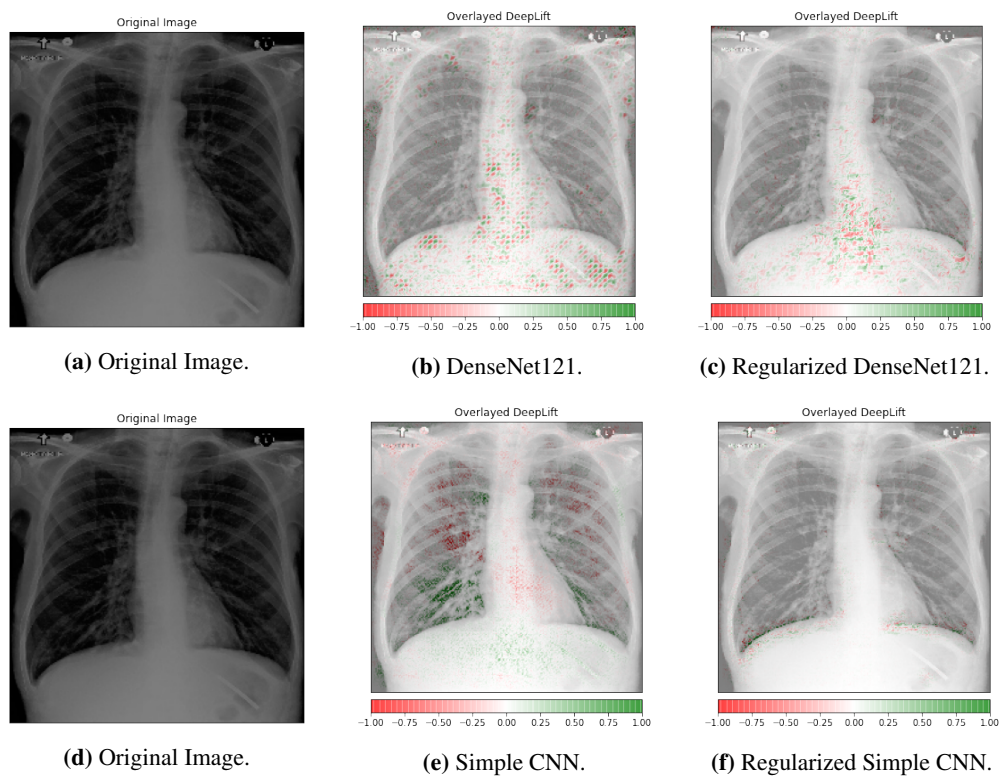 Original Image
Overlayed DeepLift
Overlayed DeepLift
L
L
L
−1.00 −0.75 −0.50 −0.25 0.00 0.25 0.50 0.75 1.00
−1.00 −0.75 −0.50 −0.25 0.00 0.25 0.50 0.75 1.00
(a) Original Image.
(b) DenseNet121.
(c) Regularized DenseNet121.
Original Image
Overlayed DeepLift
Overlayed DeepLift
L
L
L
−1.00 −0.75 −0.50 −0.25 0.00 0.25 0.50 0.75 1.00
−1.00 −0.75 −0.50 −0.25 0.00 0.25 0.50 0.75 1.00
(d) Original Image.
(e) Simple CNN.
(f) Regularized Simple CNN.